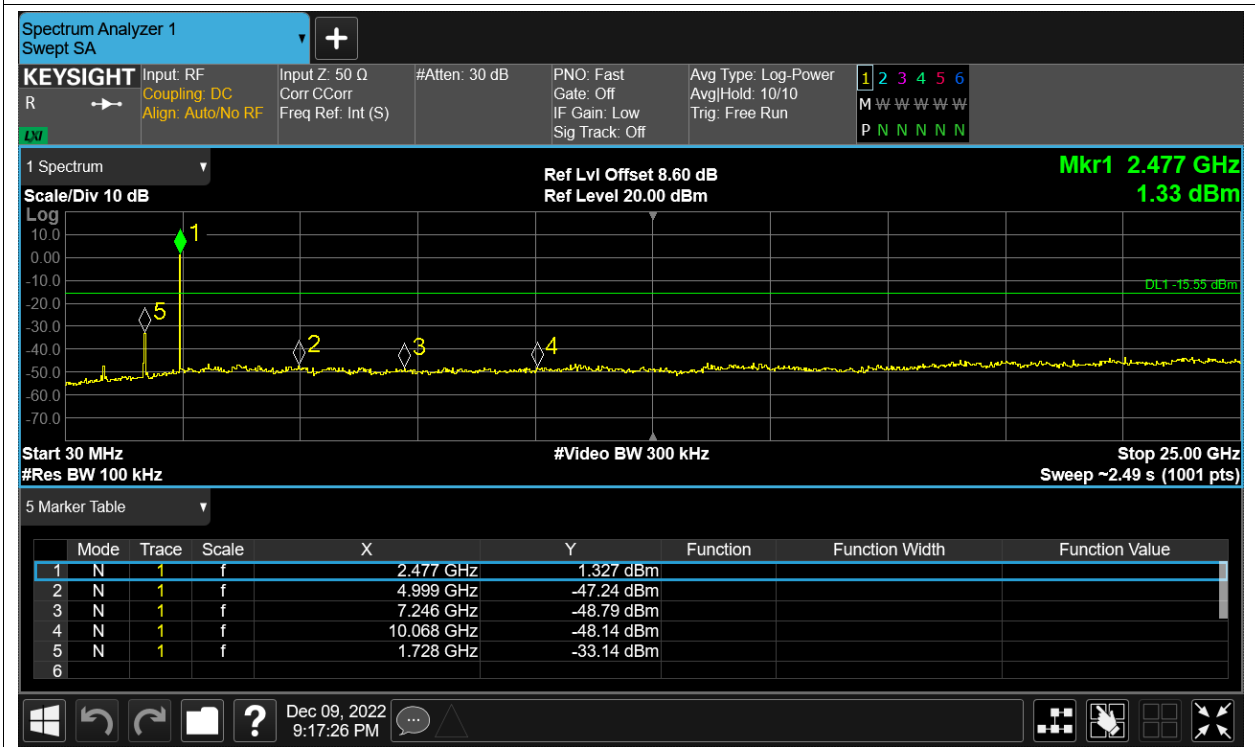 Spectrum Analyzer 1
Swept SA
KEYSIGHT Input: RF Input Z: 50 Ω #Atten: 30 dB PNO: Fast Avg Type: Log-Power 1 2 3 4 5 6
R Coupling: DC Corr CCorr Gate: Off Avg|Hold: 10/10 M W W W W W
Align: Auto/No RF Freq Ref: Int (S) IF Gain: Low Trig: Free Run
LXI Sig Track: Off P N N N N N
1 Spectrum Ref Lvl Offset 8.60 dB Mkr1 2.477 GHz
Scale/Div 10 dB Ref Level 20.00 dBm 1.33 dBm
Log
10.0 1
0.00
-10.0 DL1 -15.55 dBm
-20.0 5
-30.0
-40.0 2 3 4
-50.0
-60.0
-70.0
Start 30 MHz #Video BW 300 kHz Stop 25.00 GHz
#Res BW 100 kHz Sweep ~2.49 s (1001 pts)
5 Marker Table
Mode Trace Scale X Y Function Function Width Function Value
1 N 1 f 2.477 GHz 1.327 dBm
2 N 1 f 4.999 GHz -47.24 dBm
3 N 1 f 7.246 GHz -48.79 dBm
4 N 1 f 10.068 GHz -48.14 dBm
5 N 1 f 1.728 GHz -33.14 dBm
6
? Dec 09, 2022
9:17:26 PM